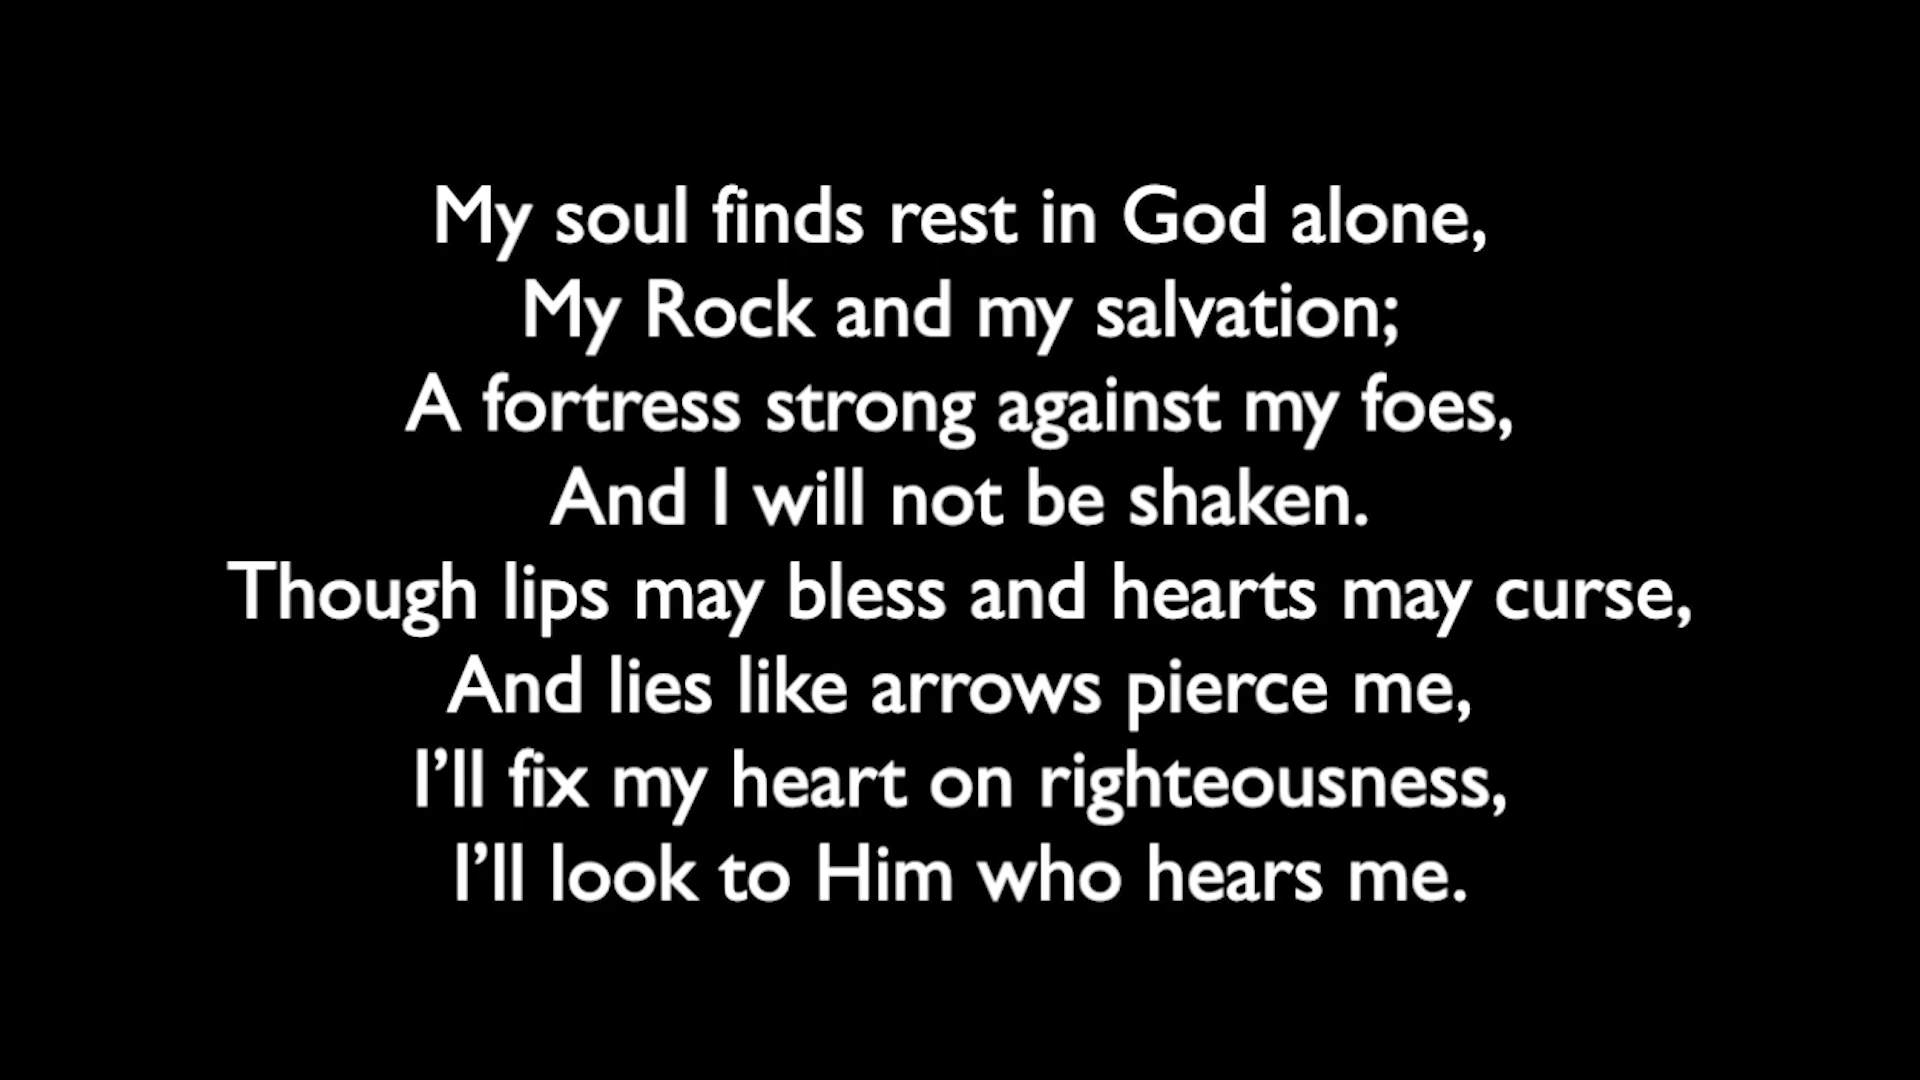 My soul finds rest in God alone,
My Rock and my salvation;
A fortress strong against my foes,
And I will not be shaken.
Though lips may bless and hearts may curse,
And lies like arrows pierce me,
I’ll fix my heart on righteousness,
I’ll look to Him who hears me.